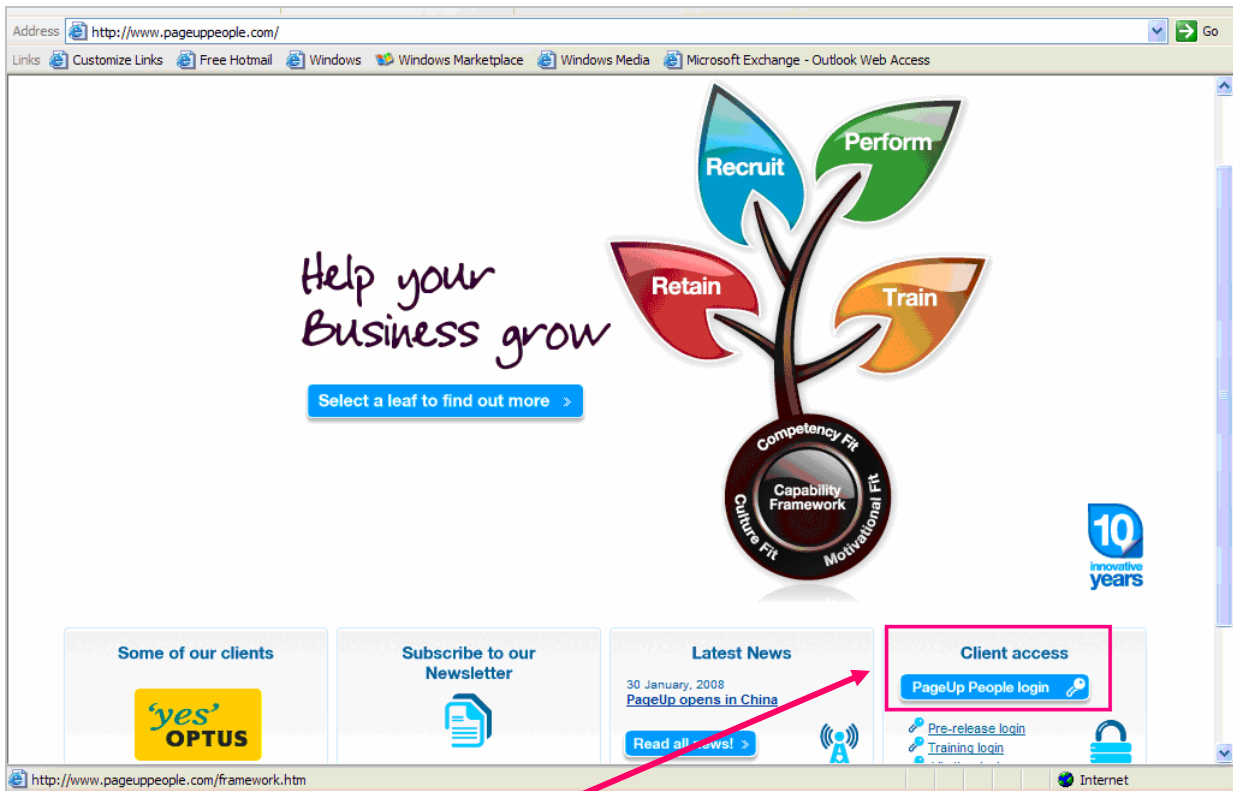 Address http://www.pageuppeople.com/ Go
Links Customize Links Free Hotmail Windows Windows Marketplace Windows Media Microsoft Exchange - Outlook Web Access
Recruit
Perform
Retain
Train
Help your
Business grow
Select a leaf to find out more »
Competency Fit
Capability
Framework
Culture Fit
Motivational Fit
10
innovative
years
Some of our clients
'yes'
OPTUS
Subscribe to our
Newsletter
Latest News
30 January, 2008
PageUp opens in China
Read all news! »
Client access
PageUp People login
Pre-release login
Training login
http://www.pageuppeople.com/framework.htm
Internet